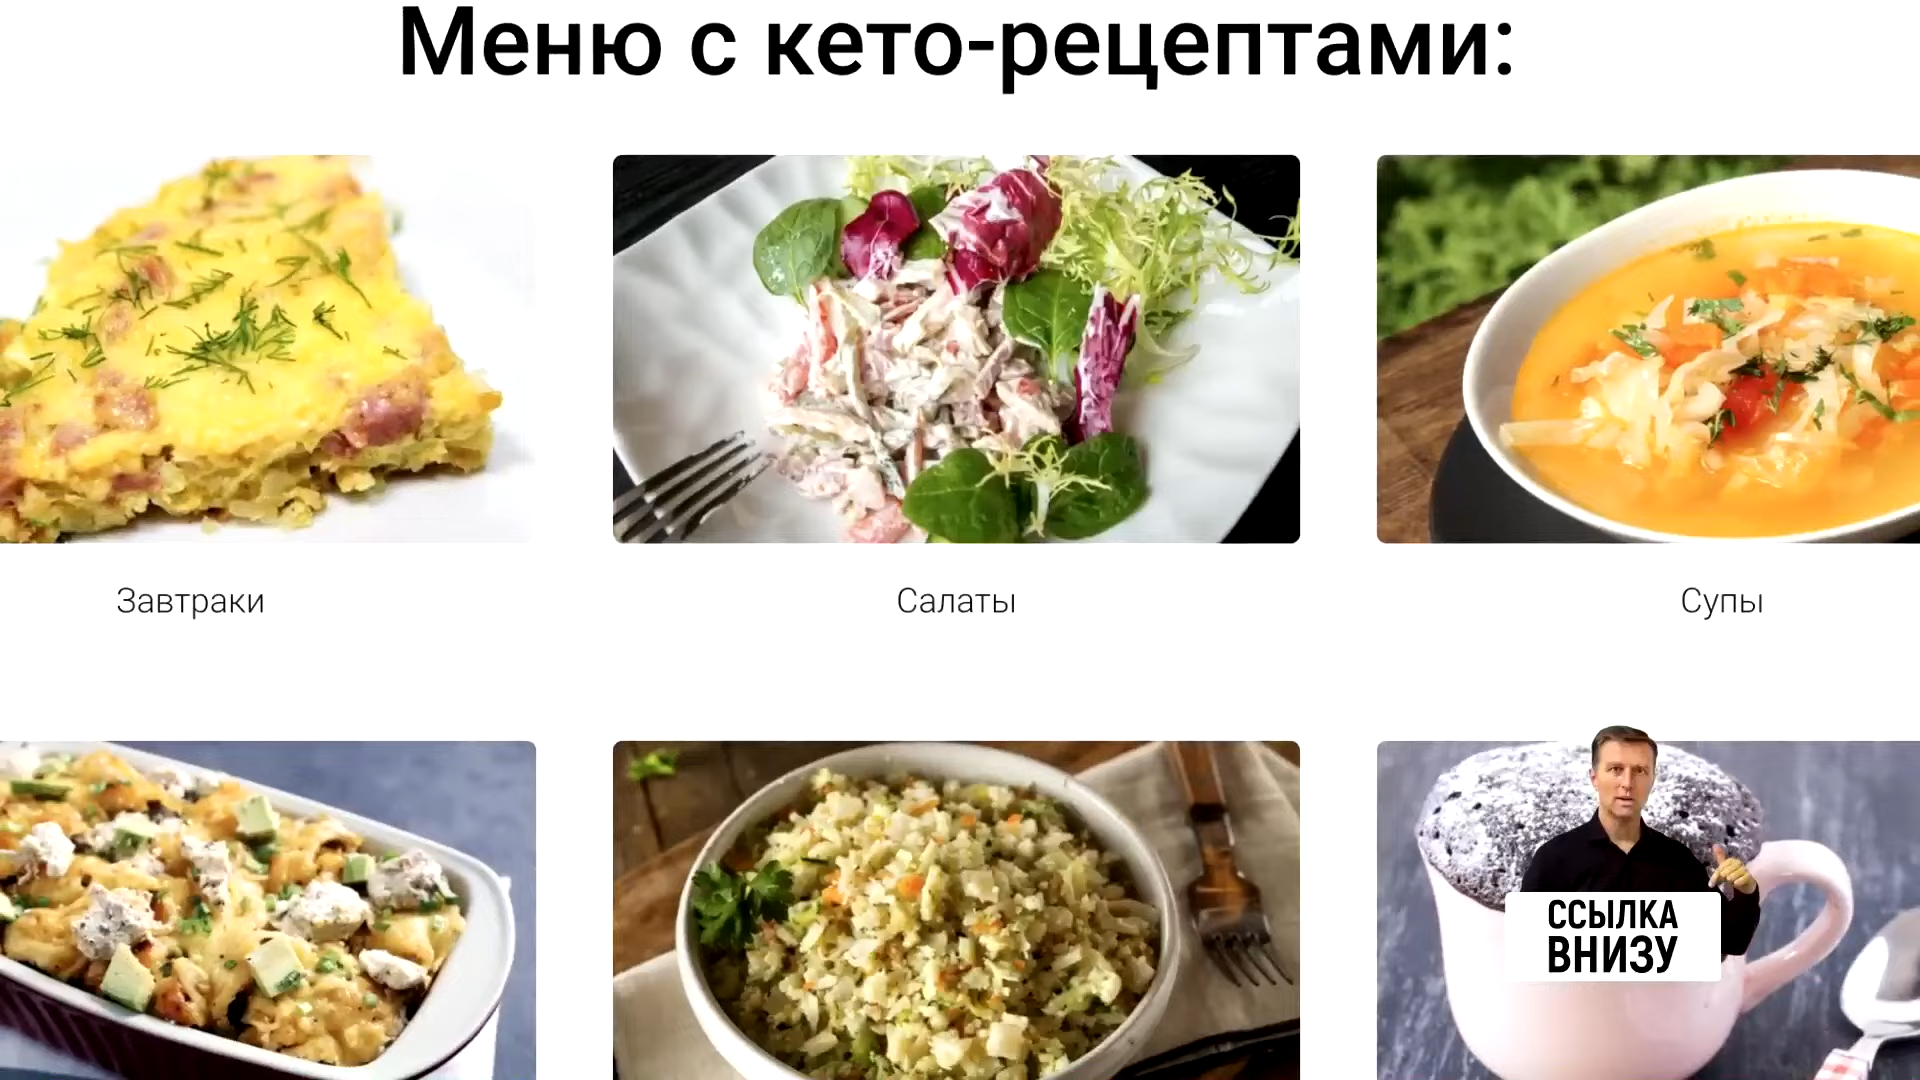 Меню с кето-рецептами:
Завтраки
Салаты
Супы
ССЫЛКА
ВНИЗУ